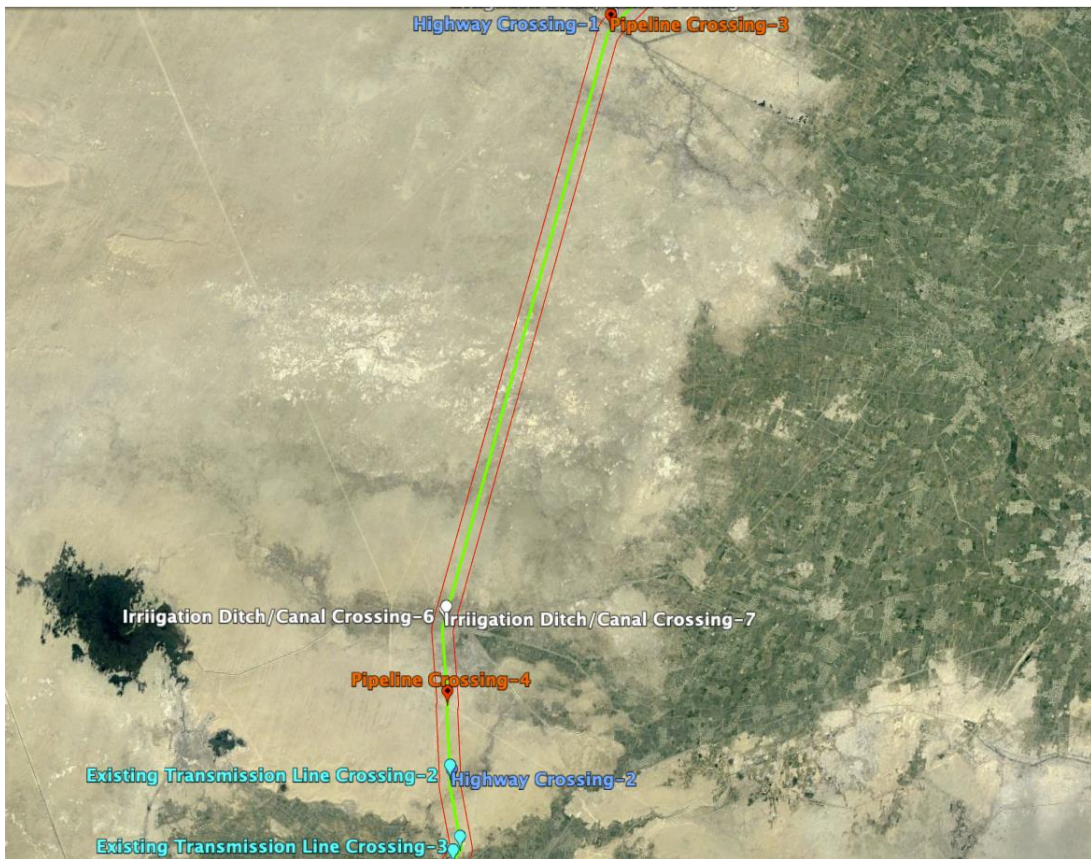 Highway Crossing-1
Pipeline Crossing-3
Irriigation Ditch/Canal Crossing-6
Irriigation Ditch/Canal Crossing-7
Pipeline Crossing-4
Existing Transmission Line Crossing-2
Highway Crossing-2
Existing Transmission Line Crossing-3